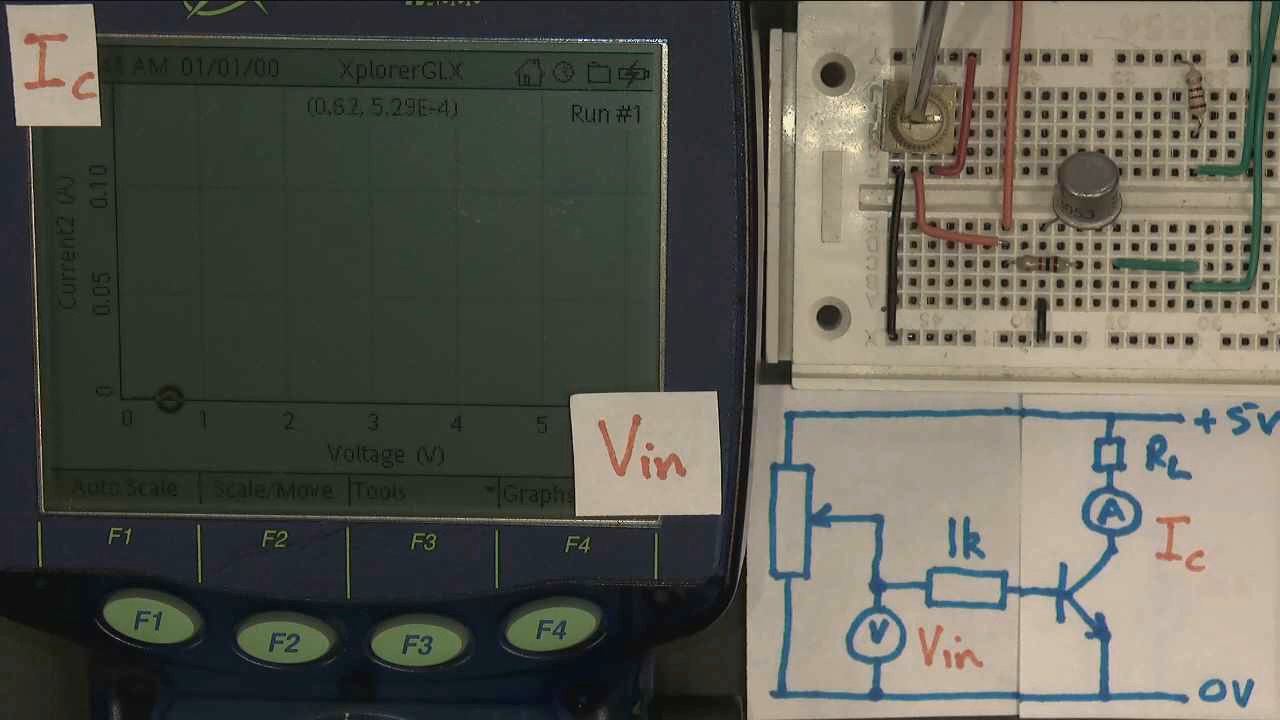 Ic
AM 01/01/00 XplorerGLX
(0.62, 5.29E-4)
Run #1
Current2 (A)
0.10
0.05
0
0 1 2 3 4 5
Voltage (V)
Vin
Auto Scale Scale/Move Tools Graphs
F1 F2 F3 F4
F1 F2 F3 F4
+5V
RL
A
Ic
1k
V
Vin
0V